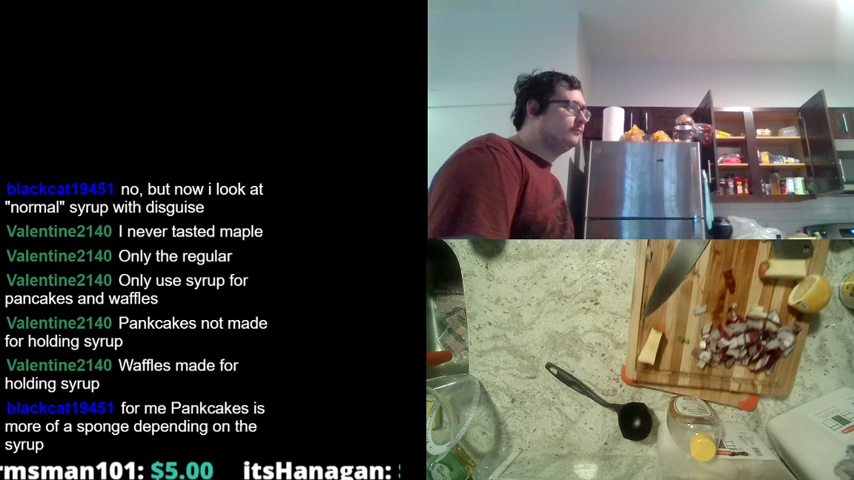 blackcat19451 no, but now i look at
"normal" syrup with disguise
Valentine2140 I never tasted maple
Valentine2140 Only the regular
Valentine2140 Only use syrup for
pancakes and waffles
Valentine2140 Pankcakes not made
for holding syrup
Valentine2140 Waffles made for
holding syrup
blackcat19451 for me Pankcakes is
more of a sponge depending on the
syrup
rmsman101: $5.00 itsHanagan: